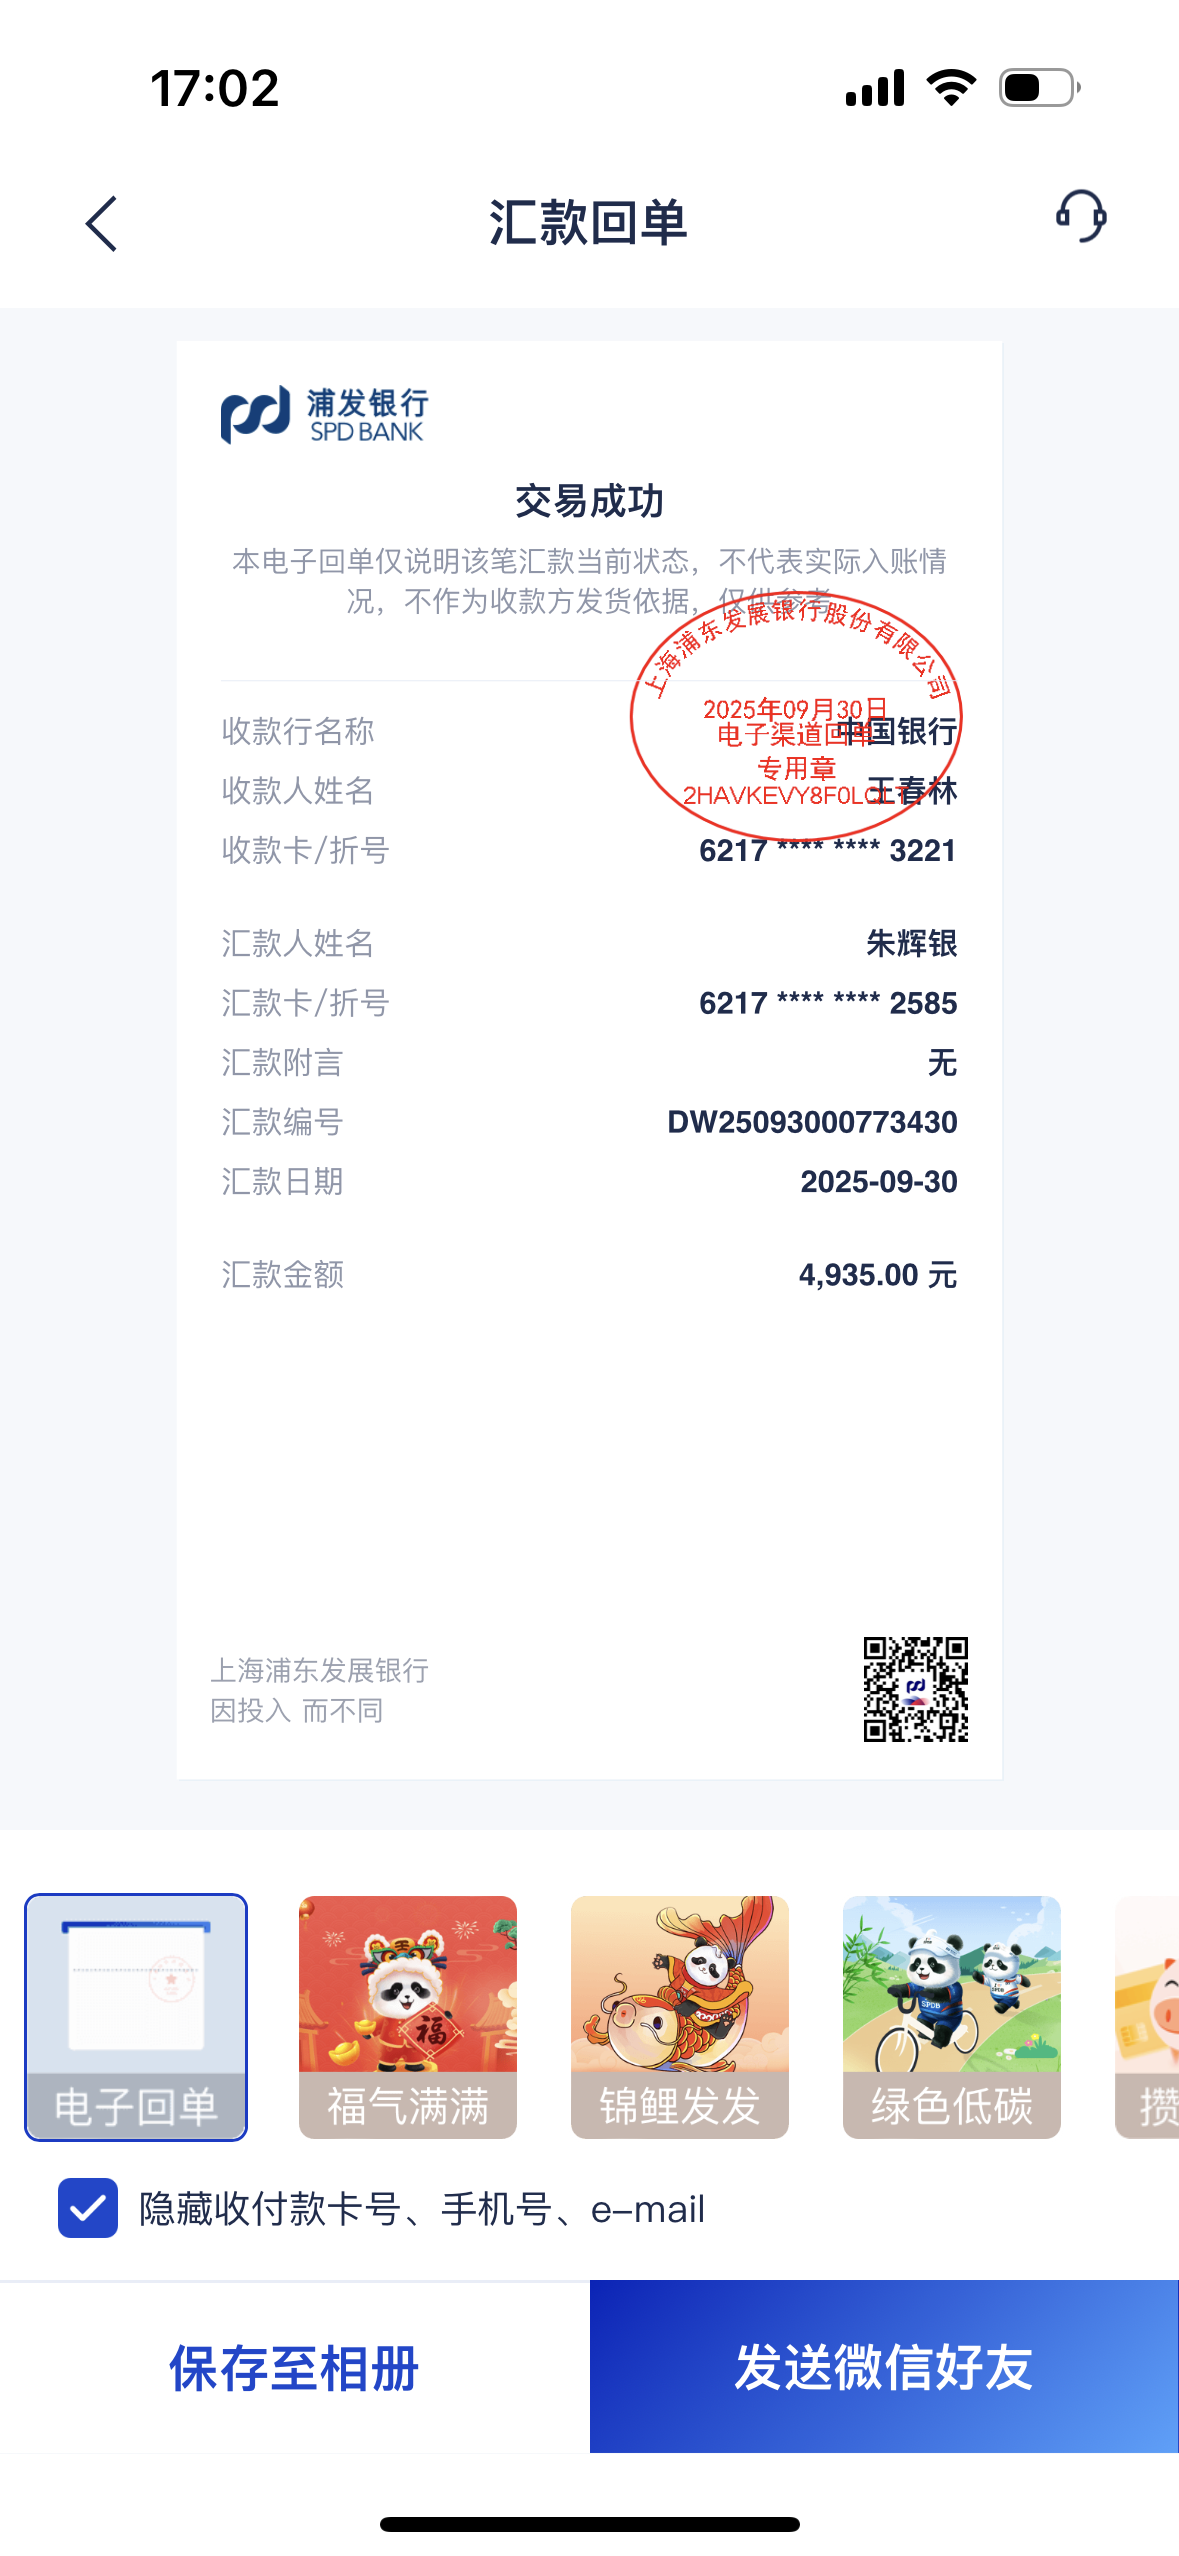 17:02
汇款回单
浦发银行
SPD BANK
交易成功
本电子回单仅说明该笔汇款当前状态，不代表实际入账情
况，不作为收款方发货依据，仅供参考
上海浦东发展银行股份有限公司
2025年09月30日
电子渠道回单
专用章
2HAVKEVY8F0LQLT
收款行名称 中国银行
收款人姓名 王春林
收款卡/折号 6217 **** **** 3221
汇款人姓名 朱辉银
汇款卡/折号 6217 **** **** 2585
汇款附言 无
汇款编号 DW25093000773430
汇款日期 2025-09-30
汇款金额 4,935.00 元
上海浦东发展银行
因投入 而不同
福
SPDB
SPDB
电子回单 福气满满 锦鲤发发 绿色低碳 攒
隐藏收付款卡号、手机号、e-mail
保存至相册 发送微信好友